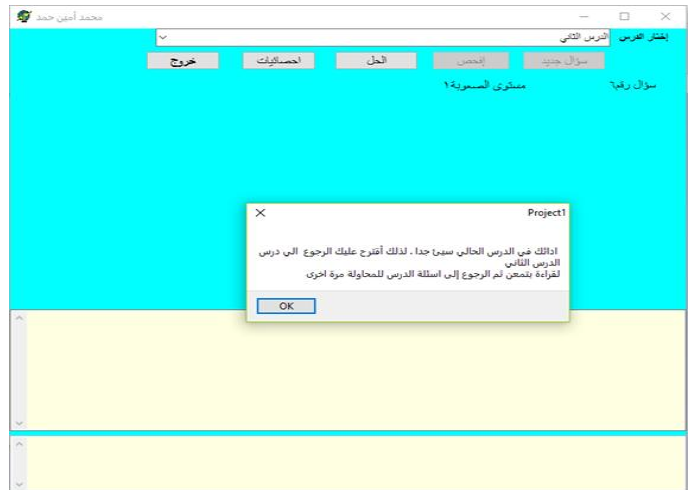 محمد أمين حمد
إختار الدرس الدرس الثاني
سؤال جديد إفحص الحل احصائيات خروج
سؤال رقم٦ مستوى الصعوبة١
Project1
ادائك في الدرس الحالي سيئ جدا ، لذلك أقترح عليك الرجوع الي درس
الدرس الثاني
لقراءة بتمعن ثم الرجوع إلى اسئلة الدرس للمحاولة مرة اخرى
OK